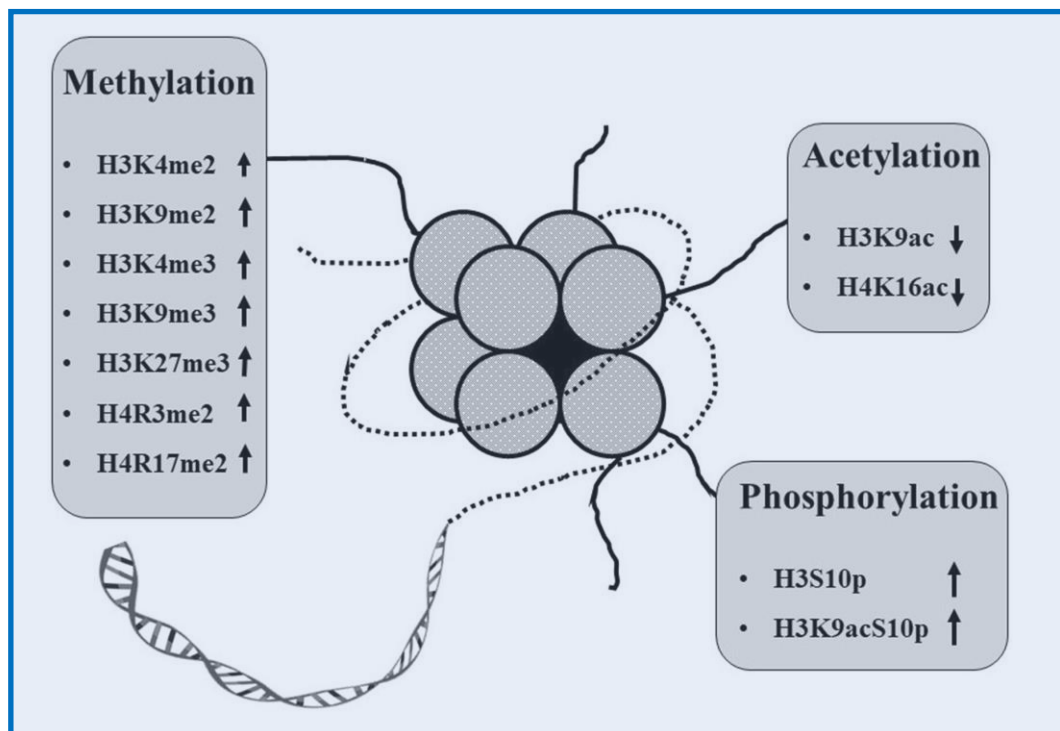 Methylation
• H3K4me2 ↑
• H3K9me2 ↑
• H3K4me3 ↑
• H3K9me3 ↑
• H3K27me3 ↑
• H4R3me2 ↑
• H4R17me2 ↑
Acetylation
• H3K9ac ↓
• H4K16ac ↓
Phosphorylation
• H3S10p ↑
• H3K9acS10p ↑